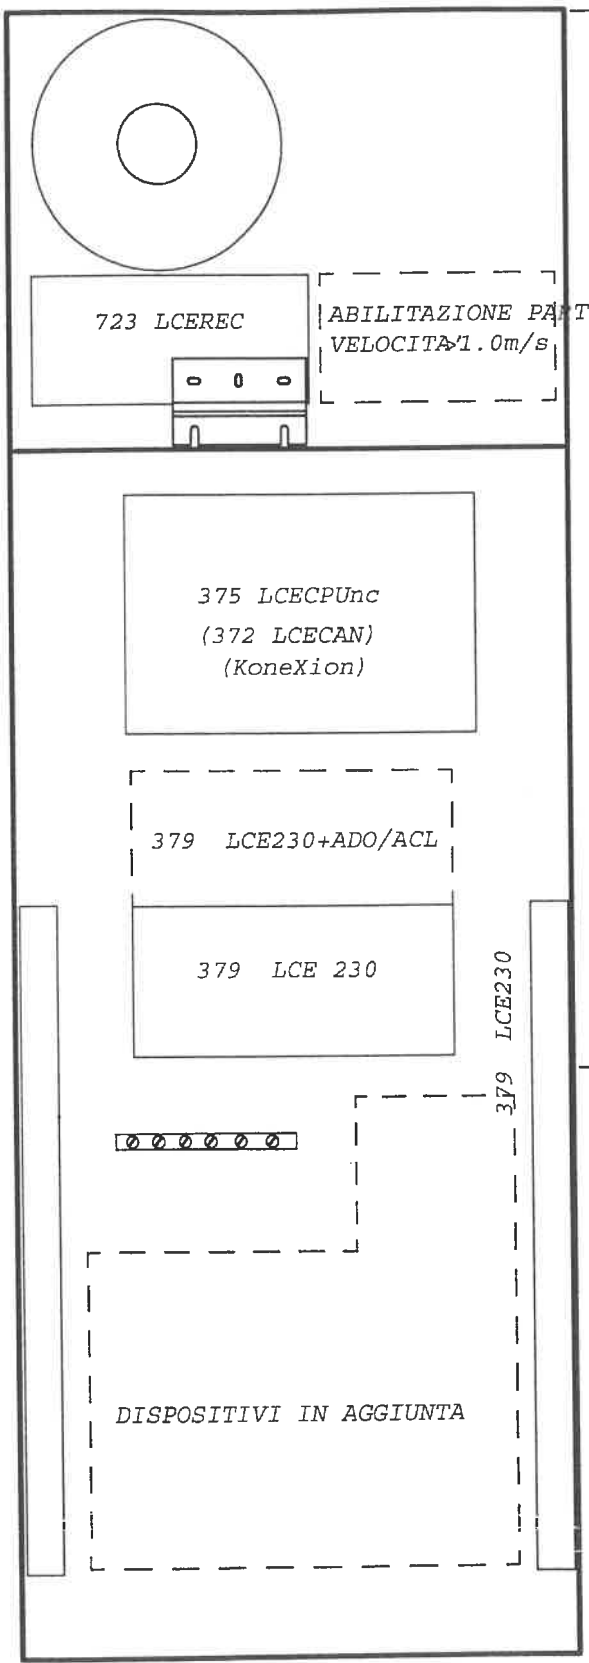 723 LCEREC
ABILITAZIONE PART
VELOCITA'>1.0m/s
375 LCECPUnc
(372 LCECAN)
(KoneXion)
379 LCE230+ADO/ACL
379 LCE 230
379 LCE230
DISPOSITIVI IN AGGIUNTA